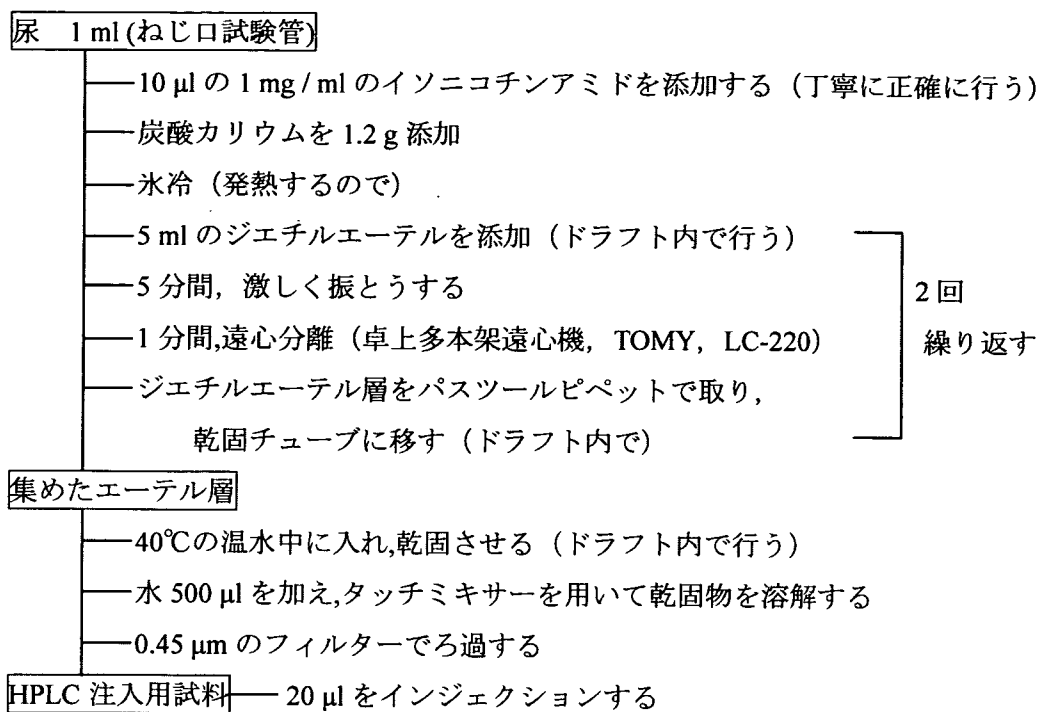 尿　1 ml (ねじ口試験管)
10 μl の 1 mg / ml のイソニコチンアミドを添加する（丁寧に正確に行う）
炭酸カリウムを 1.2 g 添加
氷冷（発熱するので）
5 ml のジエチルエーテルを添加（ドラフト内で行う）
5 分間，激しく振とうする
1 分間,遠心分離（卓上多本架遠心機，TOMY，LC-220）
ジエチルエーテル層をパスツールピペットで取り，
乾固チューブに移す（ドラフト内で）
2 回
繰り返す
集めたエーテル層
40℃の温水中に入れ,乾固させる（ドラフト内で行う）
水 500 μl を加え,タッチミキサーを用いて乾固物を溶解する
0.45 μm のフィルターでろ過する
HPLC 注入用試料 20 μl をインジェクションする